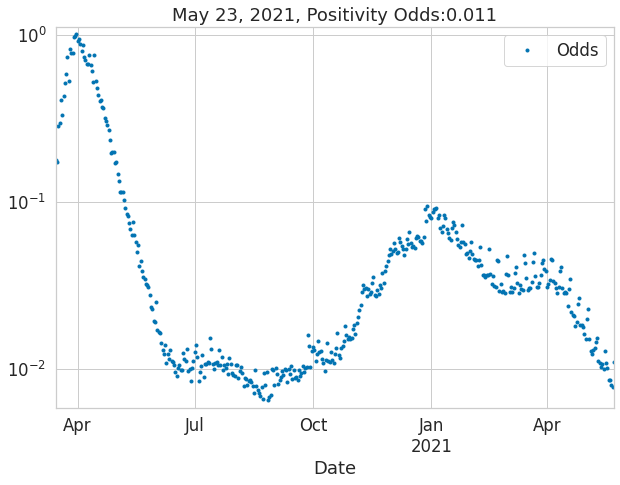 May 23, 2021, Positivity Odds:0.011
Odds
10⁰
10⁻¹
10⁻²
Apr Jul Oct Jan Apr
2021
Date